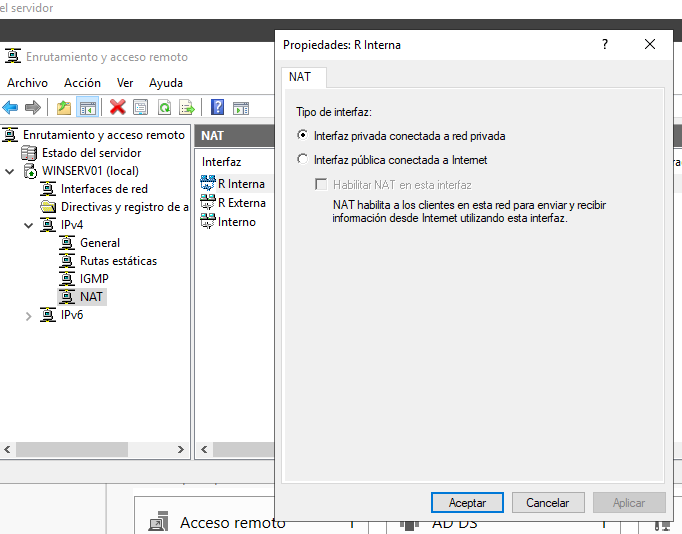 el servidor
Enrutamiento y acceso remoto
Archivo Acción Ver Ayuda
Enrutamiento y acceso remoto
Estado del servidor
WINSERV01 (local)
Interfaces de red
Directivas y registro de a
IPv4
General
Rutas estáticas
IGMP
NAT
IPv6
NAT
Interfaz
R Interna
R Externa
Interno
Propiedades: R Interna
NAT
Tipo de interfaz:
Interfaz privada conectada a red privada
Interfaz pública conectada a Internet
Habilitar NAT en esta interfaz
NAT habilita a los clientes en esta red para enviar y recibir
información desde Internet utilizando esta interfaz.
Aceptar Cancelar Aplicar
Acceso remoto 1 AD DS 1